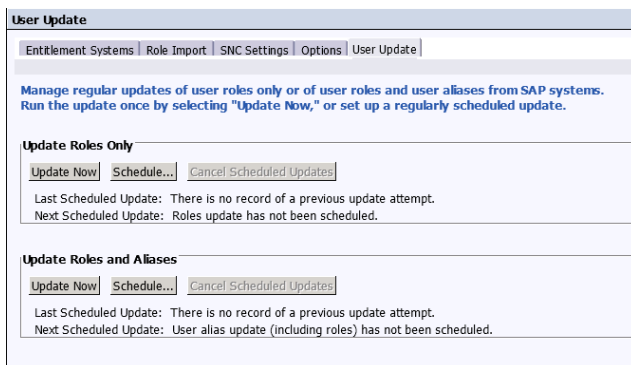 User Update
Entitlement Systems Role Import SNC Settings Options User Update
Manage regular updates of user roles only or of user roles and user aliases from SAP systems.
Run the update once by selecting "Update Now," or set up a regularly scheduled update.
Update Roles Only
Update Now Schedule... Cancel Scheduled Updates
Last Scheduled Update: There is no record of a previous update attempt.
Next Scheduled Update: Roles update has not been scheduled.
Update Roles and Aliases
Update Now Schedule... Cancel Scheduled Updates
Last Scheduled Update: There is no record of a previous update attempt.
Next Scheduled Update: User alias update (including roles) has not been scheduled.